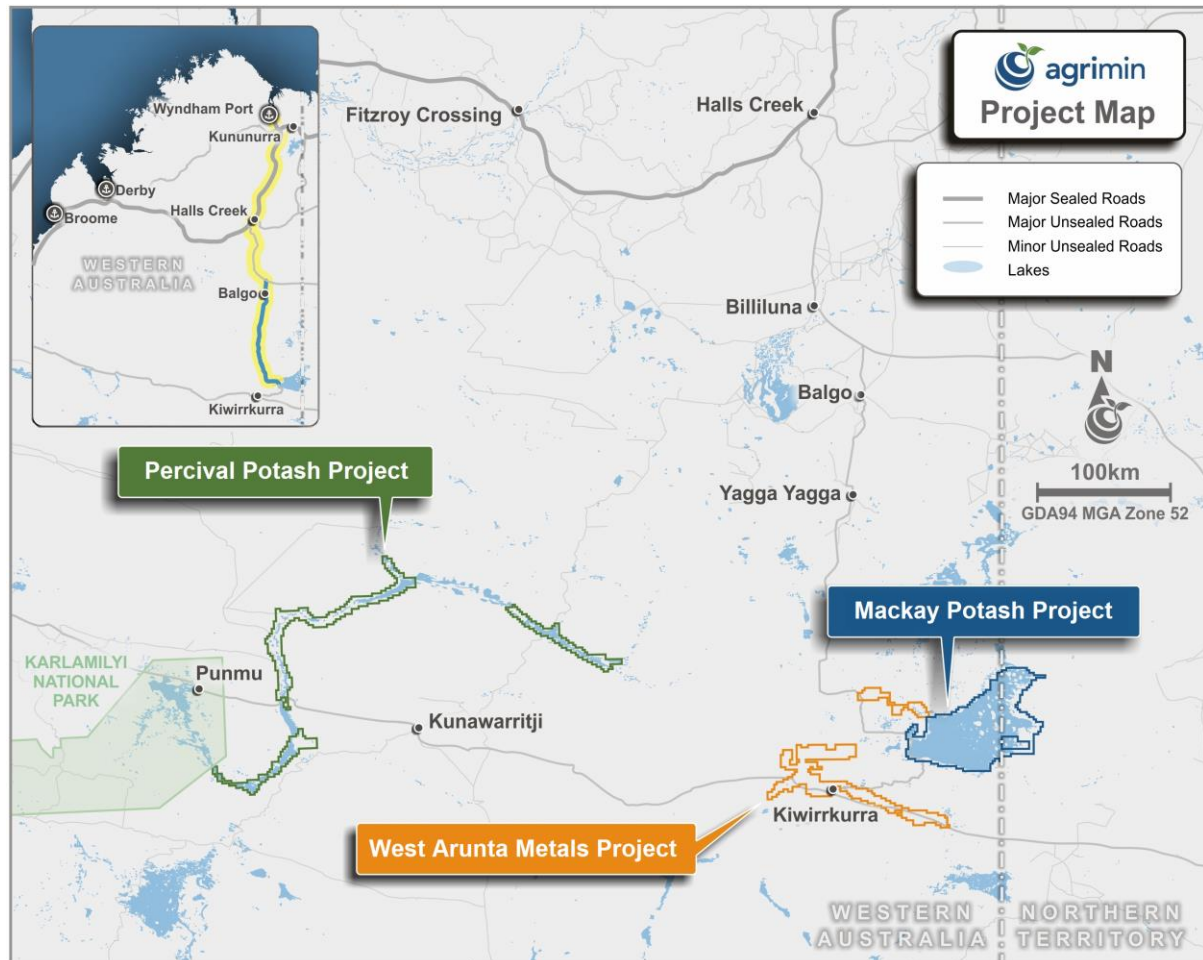 agrimin
Project Map
Major Sealed Roads
Major Unsealed Roads
Minor Unsealed Roads
Lakes
Wyndham Port
Kununurra
Derby
Broome
Halls Creek
WESTERN
AUSTRALIA
Balgo
Kiwirrkurra
Fitzroy Crossing
Halls Creek
Billiluna
Balgo
N
100km
GDA94 MGA Zone 52
Percival Potash Project
Yagga Yagga
Mackay Potash Project
KARLAMILYI
NATIONAL
PARK
Punmu
Kunawarritji
Kiwirrkurra
West Arunta Metals Project
WESTERN
AUSTRALIA
NORTHERN
TERRITORY